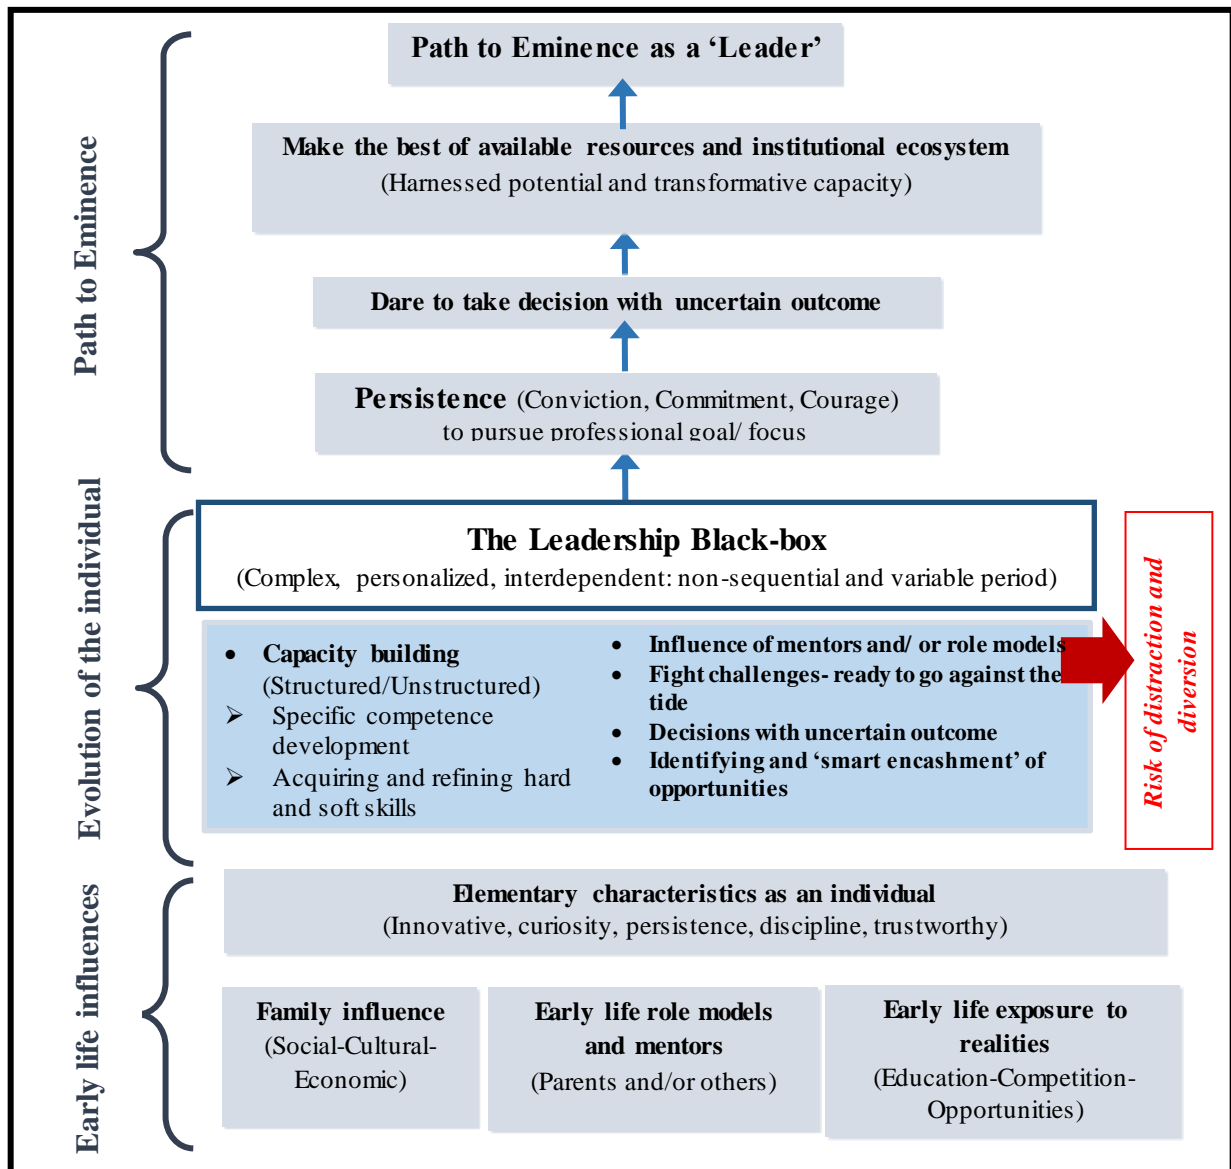 Path to Eminence
Path to Eminence as a ‘Leader’
Make the best of available resources and institutional ecosystem
(Harnessed potential and transformative capacity)
Dare to take decision with uncertain outcome
Persistence (Conviction, Commitment, Courage)
to pursue professional goal/ focus
Evolution of the individual
The Leadership Black-box
(Complex, personalized, interdependent: non-sequential and variable period)
• Capacity building
(Structured/Unstructured)
➢ Specific competence
development
➢ Acquiring and refining hard
and soft skills
• Influence of mentors and/ or role models
• Fight challenges- ready to go against the
tide
• Decisions with uncertain outcome
• Identifying and ‘smart encashment’ of
opportunities
Risk of distraction and
diversion
Early life influences
Elementary characteristics as an individual
(Innovative, curiosity, persistence, discipline, trustworthy)
Family influence
(Social-Cultural-
Economic)
Early life role models
and mentors
(Parents and/or others)
Early life exposure to
realities
(Education-Competition-
Opportunities)